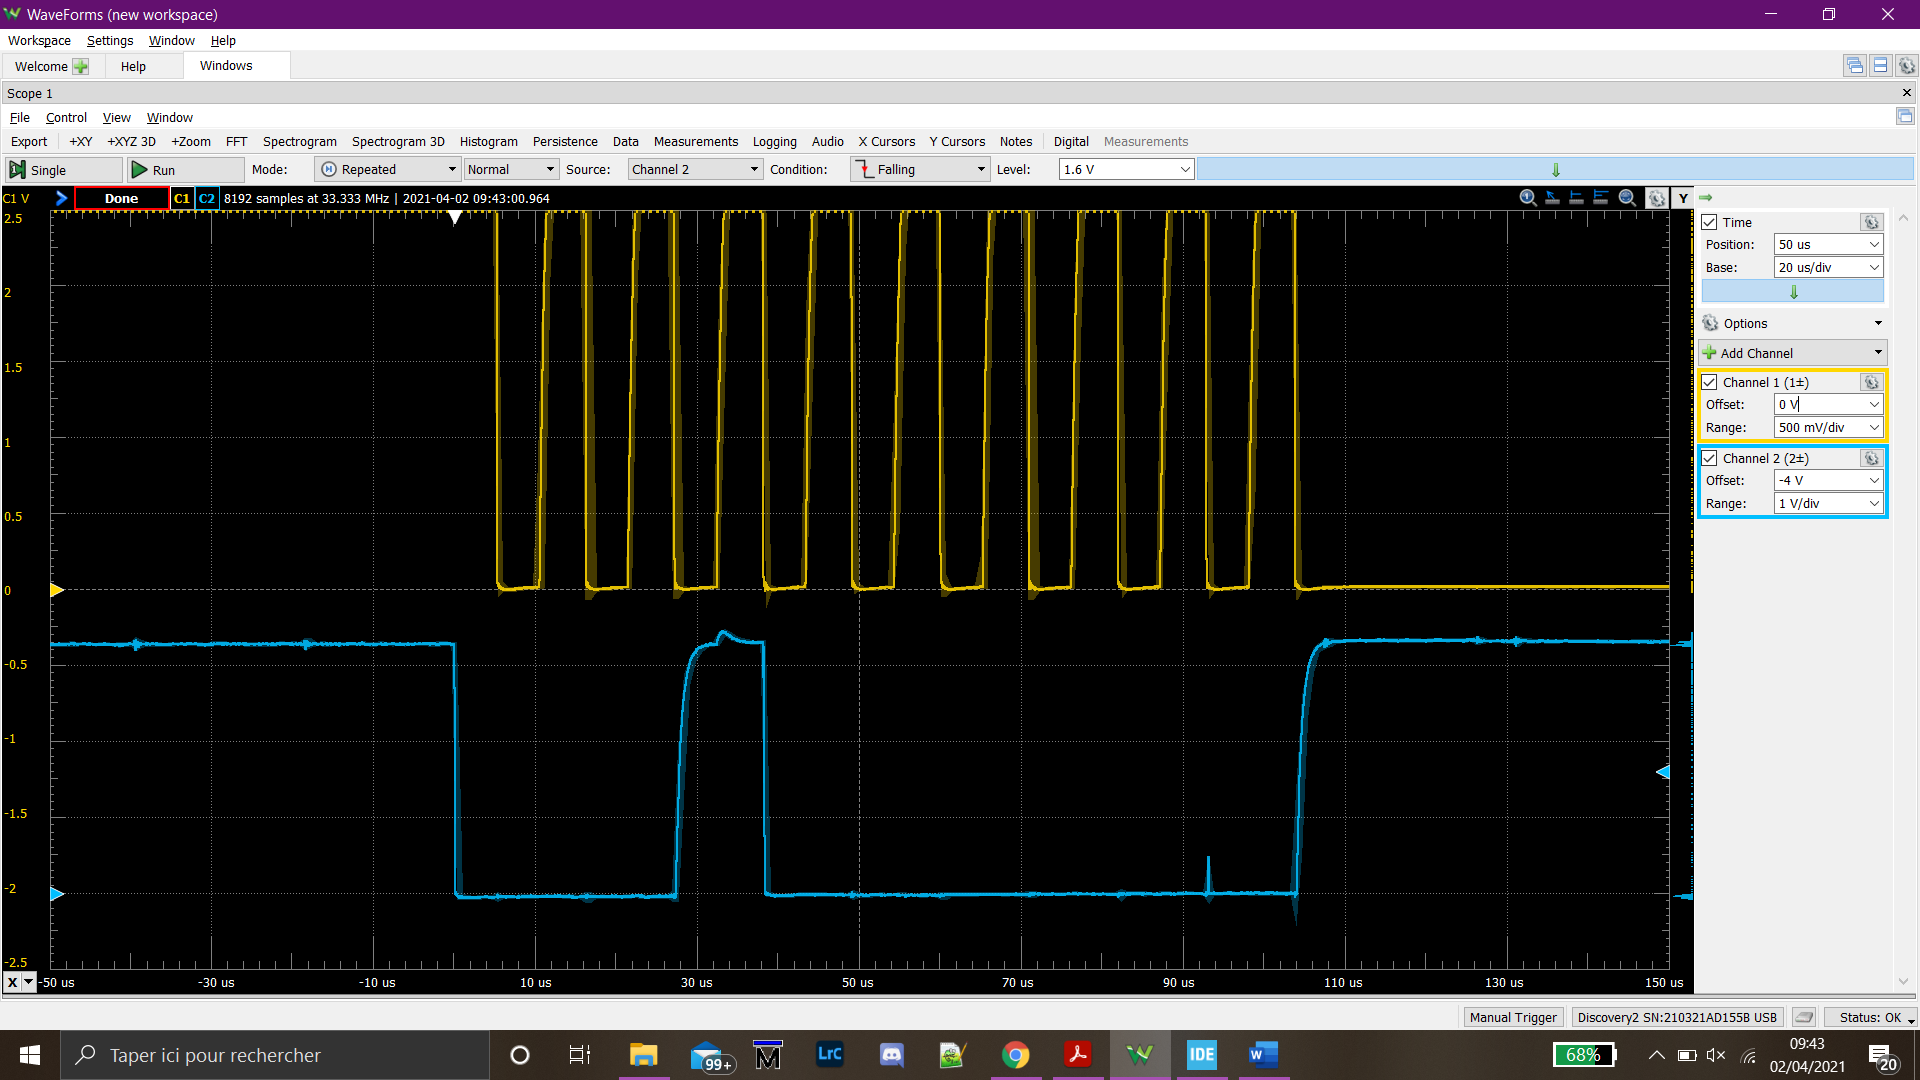 WaveForms (new workspace)
Workspace Settings Window Help
Welcome Help Windows
Scope 1
File Control View Window
Export +XY +XYZ 3D +Zoom FFT Spectrogram Spectrogram 3D Histogram Persistence Data Measurements Logging Audio X Cursors Y Cursors Notes Digital Measurements
Single Run Mode: Repeated Normal Source: Channel 2 Condition: Falling Level: 1.6 V
C1 V Done C1 C2 8192 samples at 33.333 MHz | 2021-04-02 09:43:00.964 Y
2.5
2
1.5
1
0.5
0
-0.5
-1
-1.5
-2
-2.5
X -50 us -30 us -10 us 10 us 30 us 50 us 70 us 90 us 110 us 130 us 150 us
Time
Position: 50 us
Base: 20 us/div
Options
Add Channel
Channel 1 (1±)
Offset: 0 V
Range: 500 mV/div
Channel 2 (2±)
Offset: -4 V
Range: 1 V/div
Manual Trigger Discovery2 SN:210321AD155B USB Status: OK
Taper ici pour rechercher 99+ M LrC IDE W 68% 09:43
02/04/2021 20